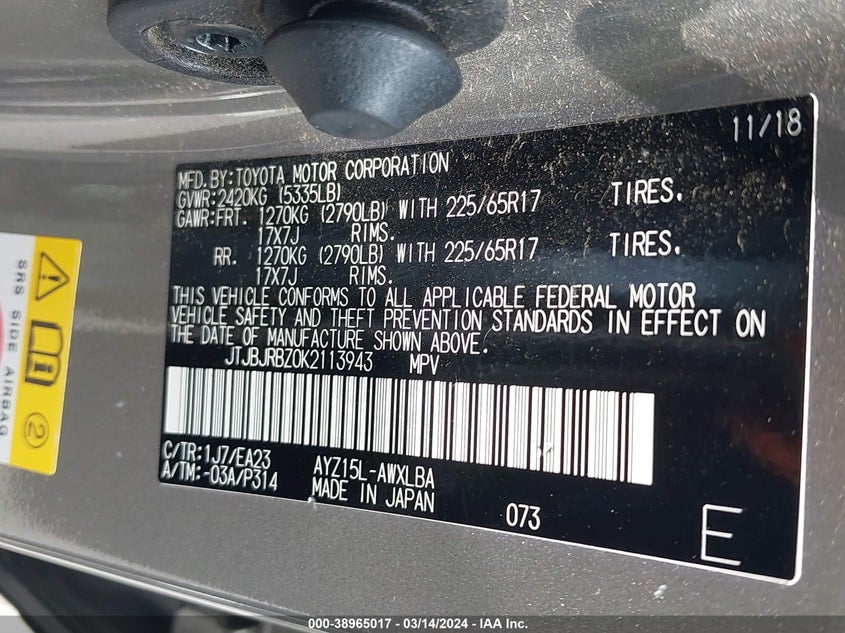 11/18
MFD.BY:TOYOTA MOTOR CORPORATION
GVWR:2420KG (5335LB)
GAWR:FRT. 1270KG (2790LB) WITH 225/65R17 TIRES.
17X7J RIMS.
RR. 1270KG (2790LB) WITH 225/65R17 TIRES.
17X7J RIMS.
THIS VEHICLE CONFORMS TO ALL APPLICABLE FEDERAL MOTOR
VEHICLE SAFETY AND THEFT PREVENTION STANDARDS IN EFFECT ON
THE DATE OF MANUFACTURE SHOWN ABOVE.
JTJBJRBZ0K2113943 MPV
C/TR:1J7/EA23
A/TM:-03A/P314
AYZ15L-AWXLBA
MADE IN JAPAN
073
E
SRS SIDE AIRBAG
2
000-38965017 - 03/14/2024 - IAA Inc.